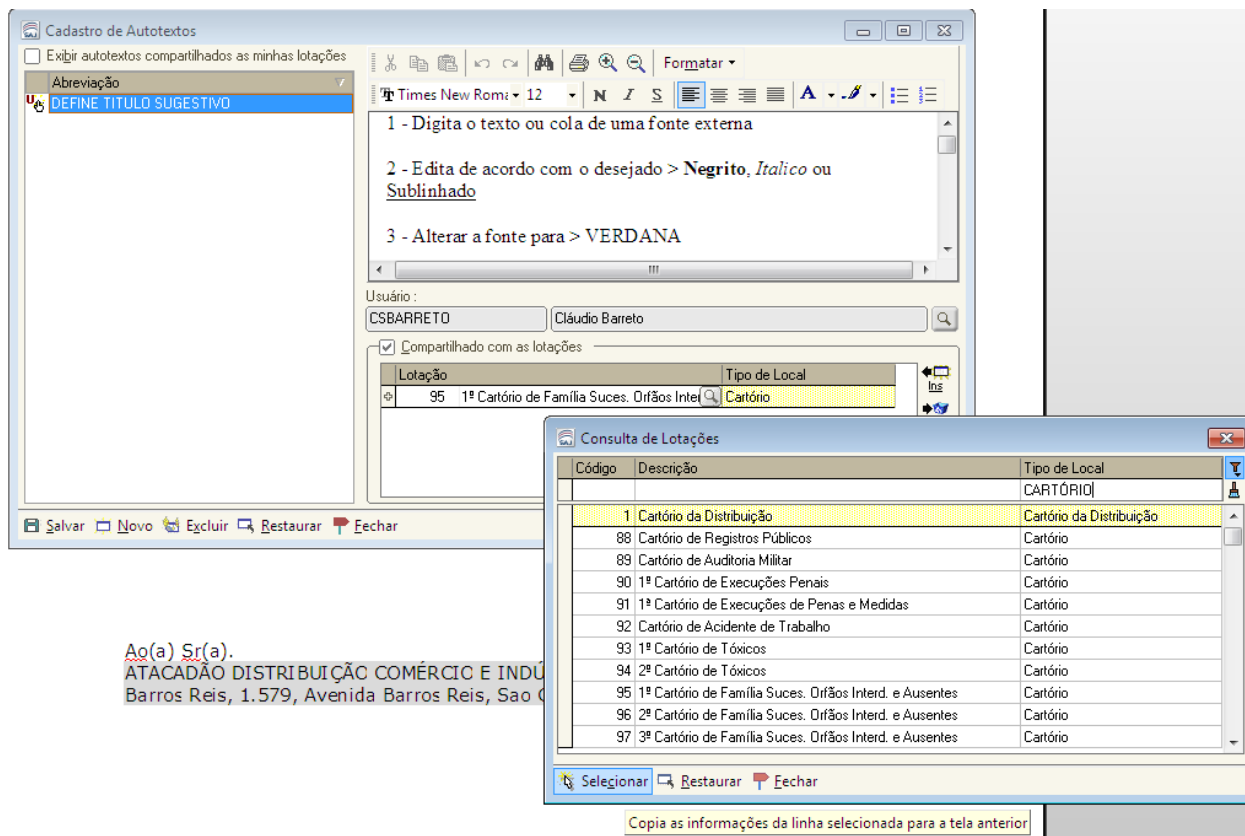 Cadastro de Autotextos
Exibir autotextos compartilhados as minhas lotações
Abreviação
DEFINE TITULO SUGESTIVO
Formatar
Times New Roma 12 N I S A
1 - Digita o texto ou cola de uma fonte externa
2 - Edita de acordo com o desejado > Negrito, Italico ou
Sublinhado
3 - Alterar a fonte para > VERDANA
Usuário :
CSBARRETO Cláudio Barreto
Compartilhado com as lotações
Lotação Tipo de Local
95 1ª Cartório de Família Suces. Orfãos Inter Cartório
Ins
Salvar Novo Excluir Restaurar Fechar
Consulta de Lotações
Código Descrição Tipo de Local
CARTÓRIO
1 Cartório da Distribuição Cartório da Distribuição
88 Cartório de Registros Públicos Cartório
89 Cartório de Auditoria Militar Cartório
90 1ª Cartório de Execuções Penais Cartório
91 1ª Cartório de Execuções de Penas e Medidas Cartório
92 Cartório de Acidente de Trabalho Cartório
93 1ª Cartório de Tóxicos Cartório
94 2ª Cartório de Tóxicos Cartório
95 1ª Cartório de Família Suces. Orfãos Interd. e Ausentes Cartório
96 2ª Cartório de Família Suces. Orfãos Interd. e Ausentes Cartório
97 3ª Cartório de Família Suces. Orfãos Interd. e Ausentes Cartório
Selecionar Restaurar Fechar
Copia as informações da linha selecionada para a tela anterior
Ao(a) Sr(a).
ATACADÃO DISTRIBUIÇÃO COMÉRCIO E INDÚ
Barros Reis, 1.579, Avenida Barros Reis, Sao